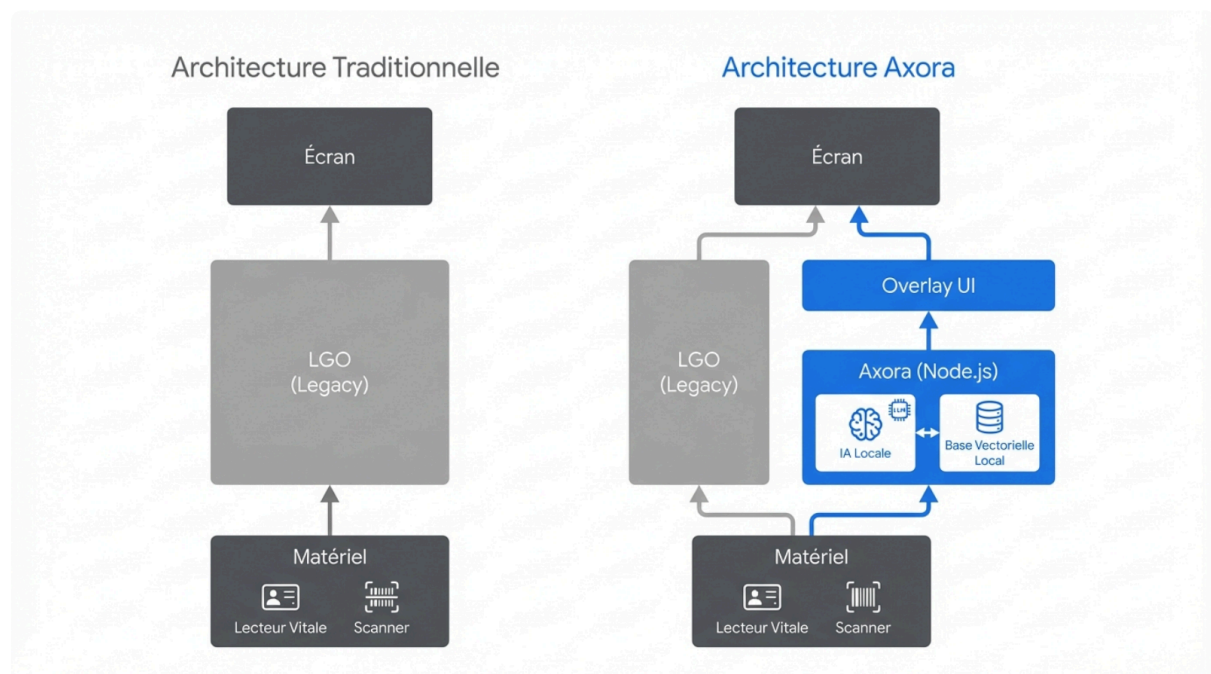 Architecture Traditionnelle
Écran
LGO
(Legacy)
Matériel
Lecteur Vitale
Scanner
Architecture Axora
Écran
Overlay UI
LGO
(Legacy)
Axora (Node.js)
IA Locale
Base Vectorielle
Local
Matériel
Lecteur Vitale
Scanner